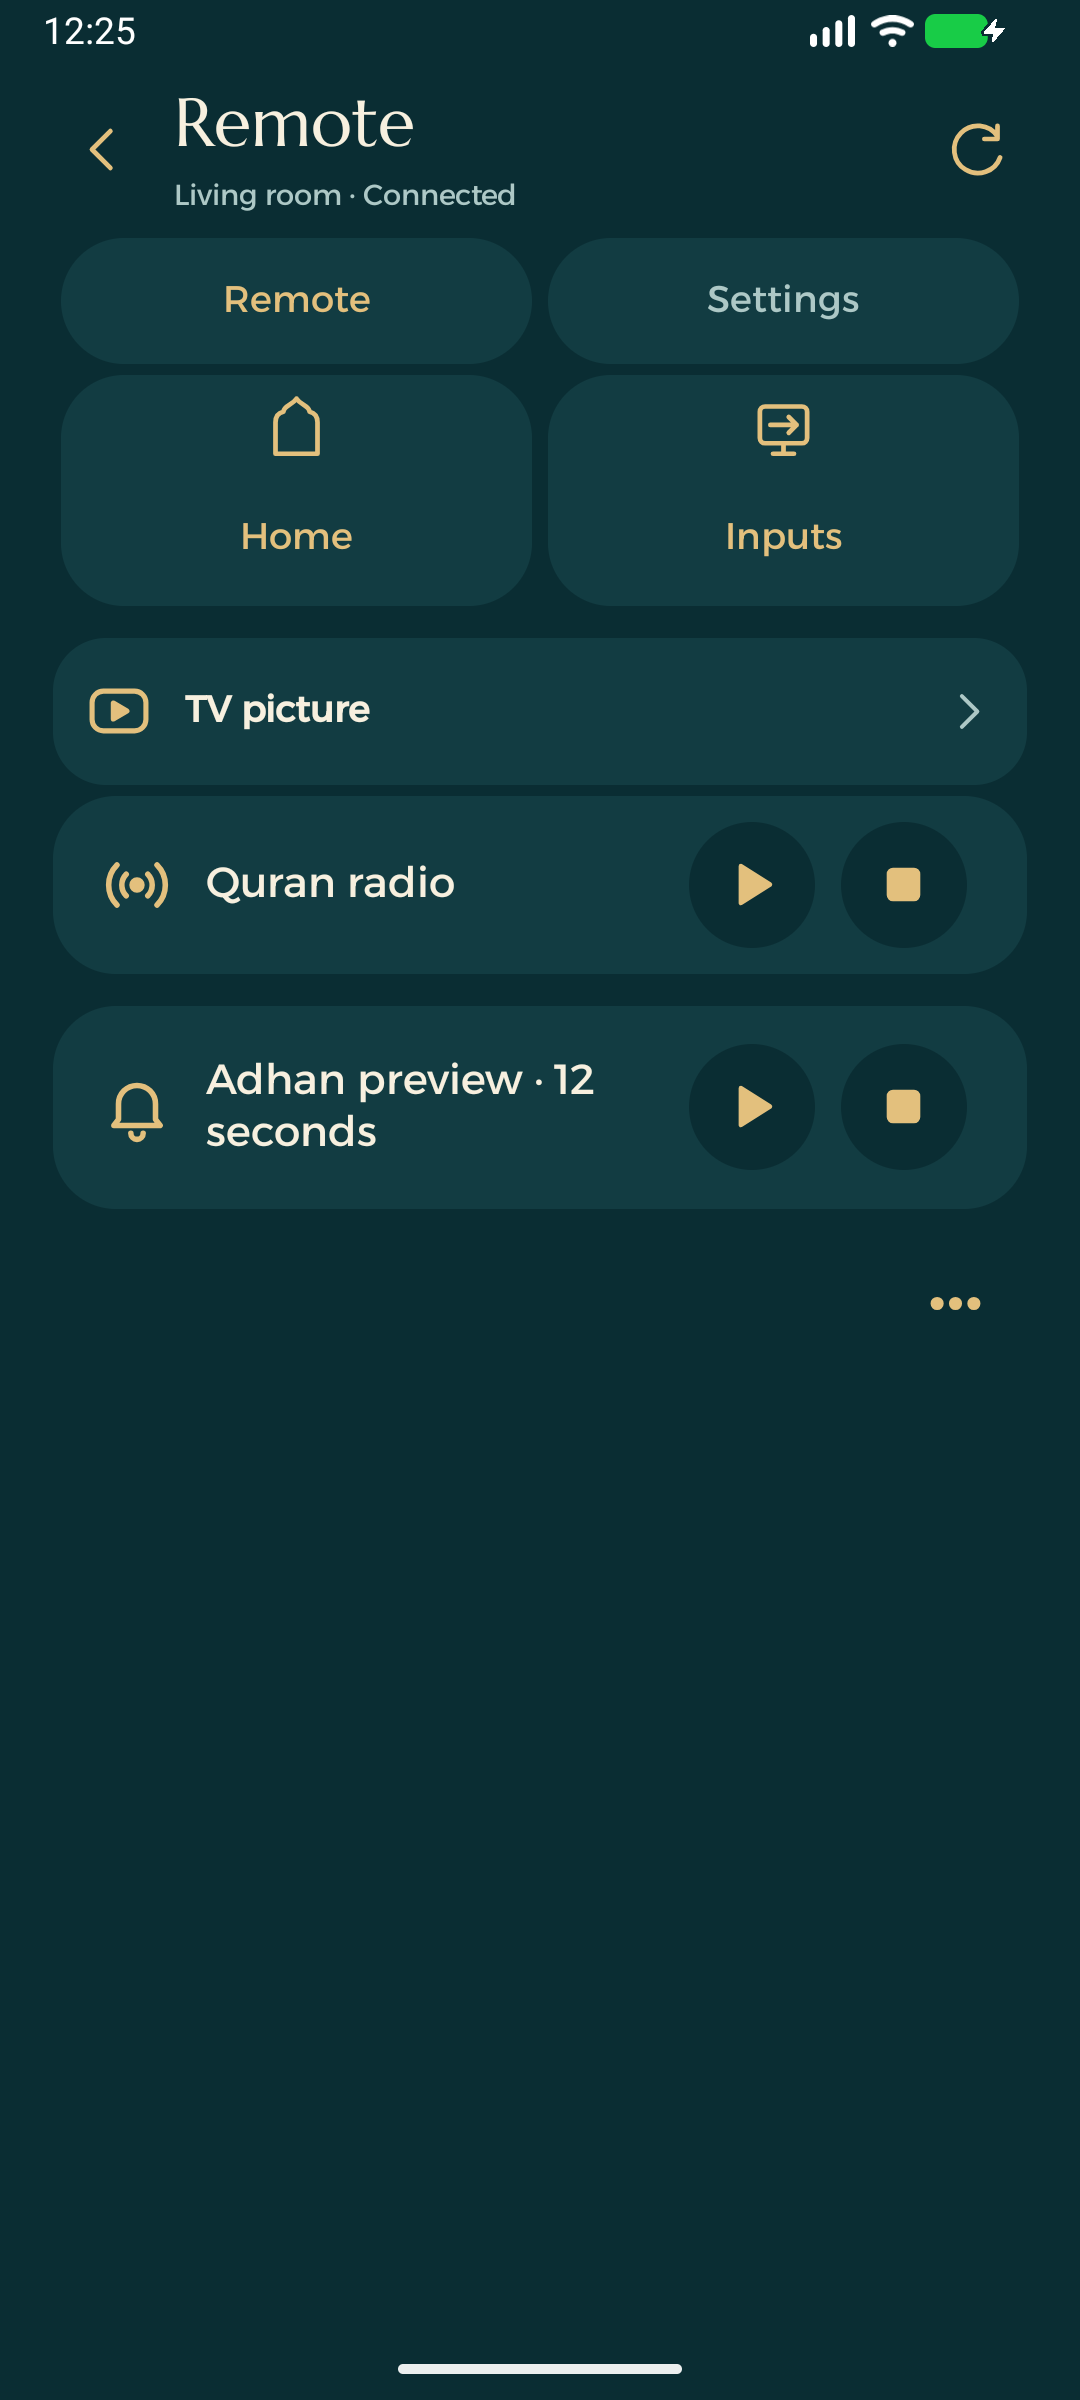 12:25
Remote
Living room · Connected
Remote
Settings
Home
Inputs
TV picture
Quran radio
Adhan preview · 12
seconds